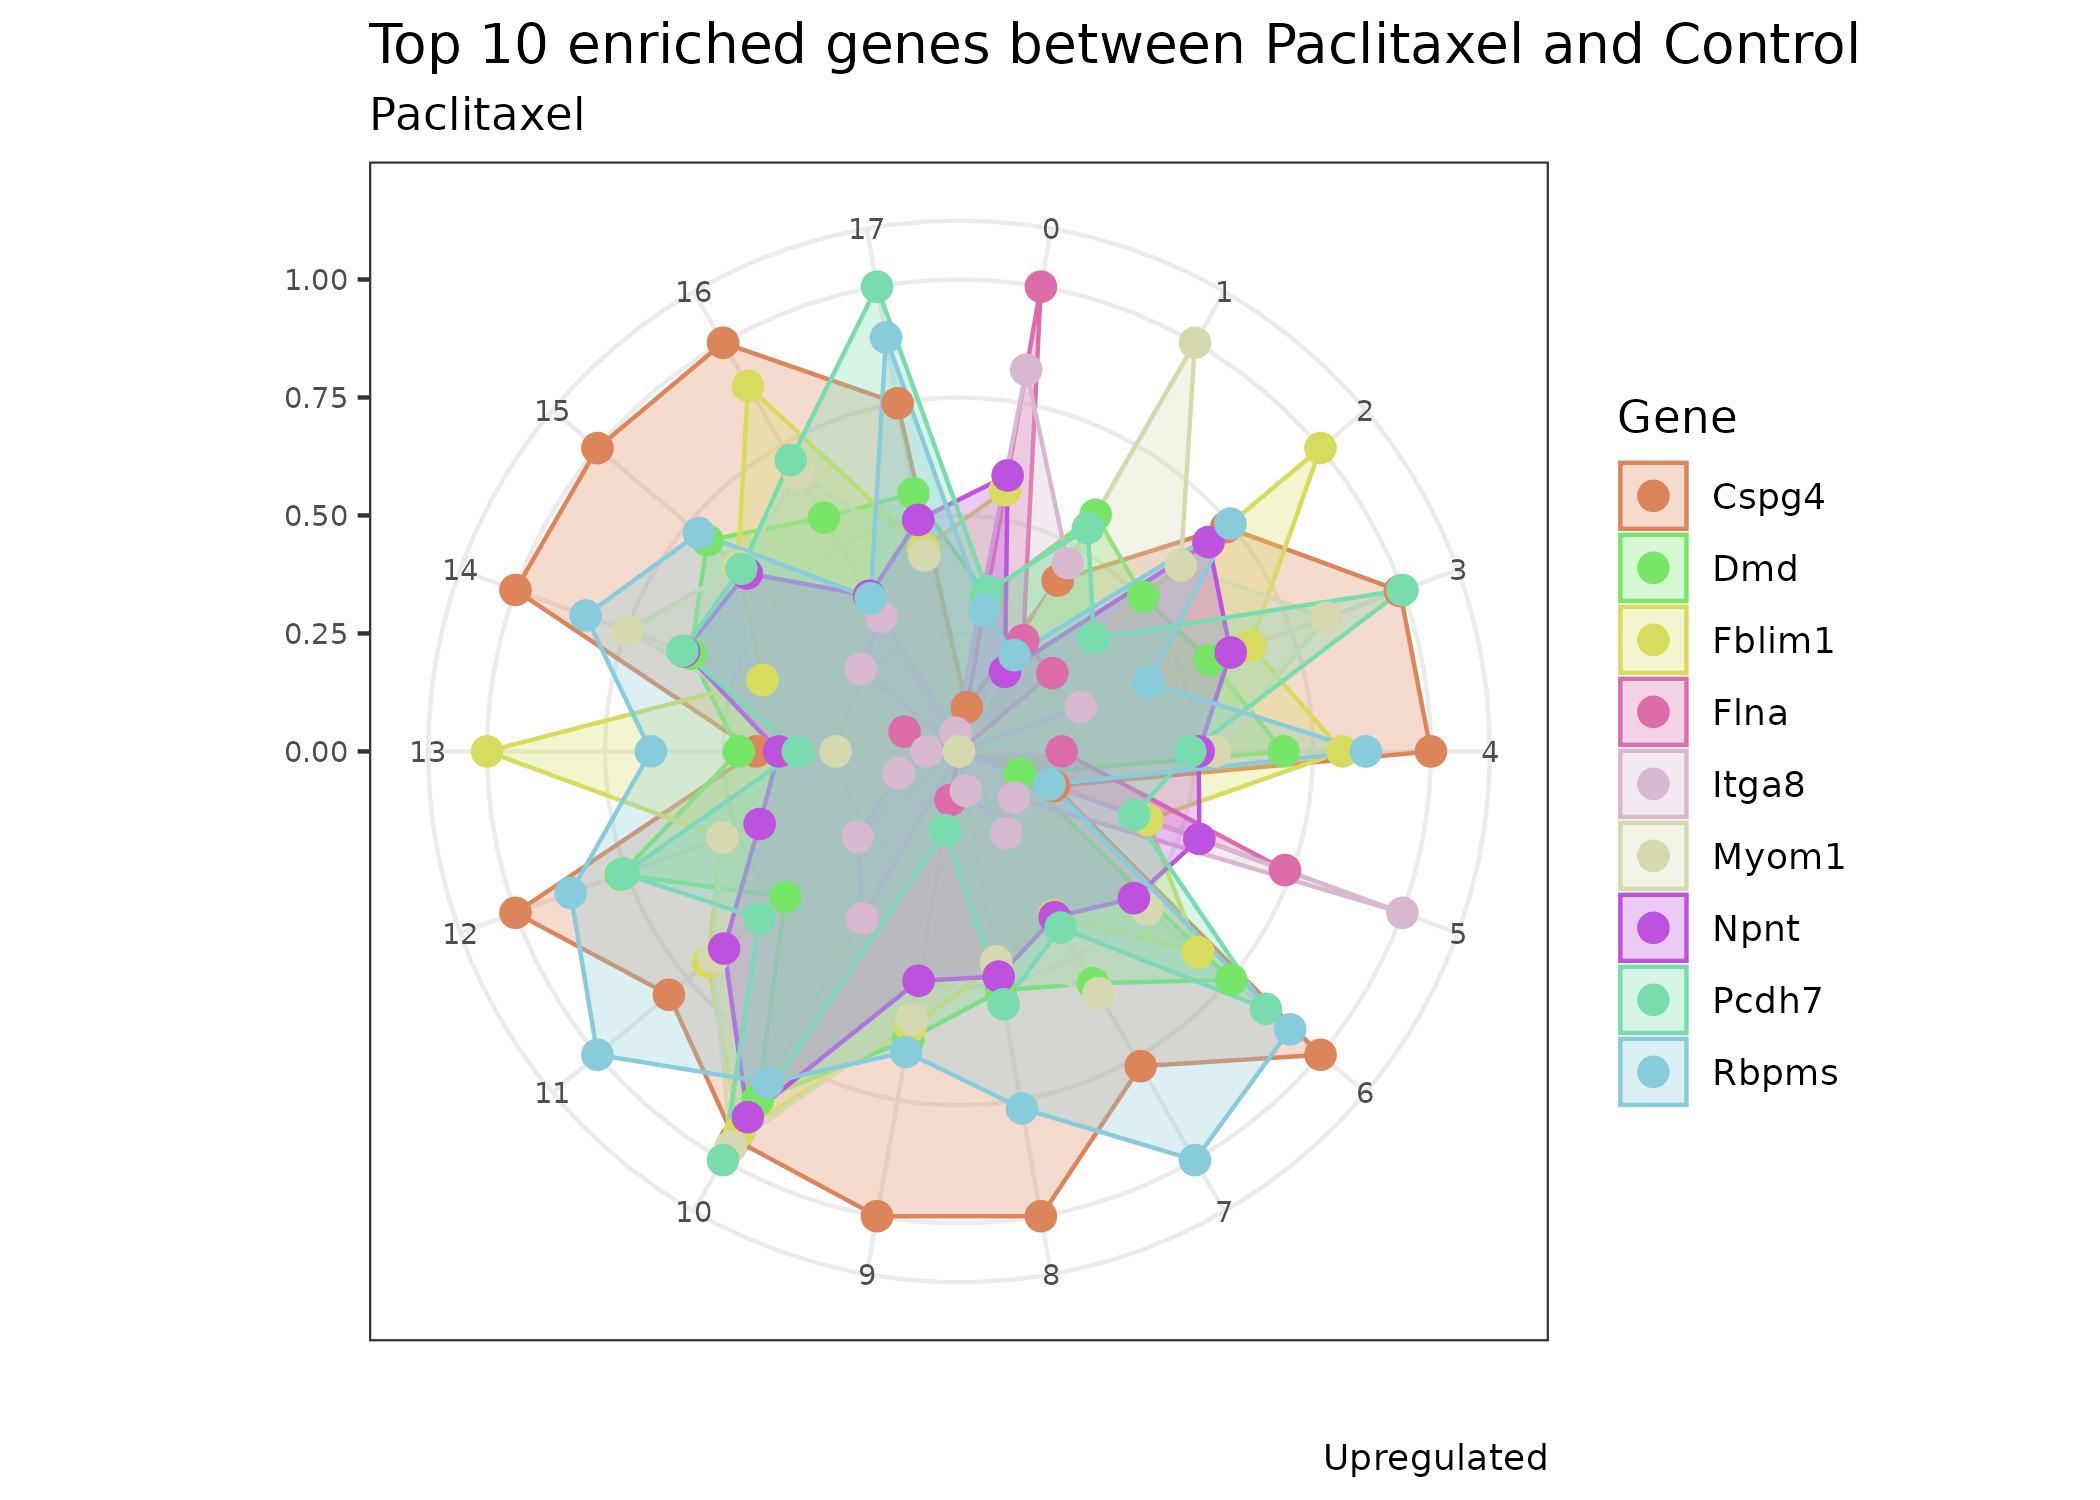 Top 10 enriched genes between Paclitaxel and Control
Paclitaxel
17
0
16
1
1.00
15
2
0.75
0.50
14
3
0.25
0.00
13
4
12
5
11
6
10
7
9
8
Gene
Cspg4
Dmd
Fblim1
Flna
Itga8
Myom1
Npnt
Pcdh7
Rbpms
Upregulated